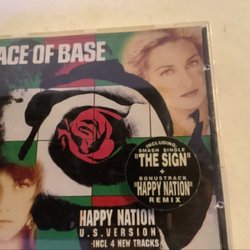 ACE OF BASE
INCLUDING
SMASH SINGLE
"THE SIGN"
+
BONUSTRACK
"HAPPY NATION"
REMIX
HAPPY NATION
U.S. VERSION
INCL 4 NEW TRACKS